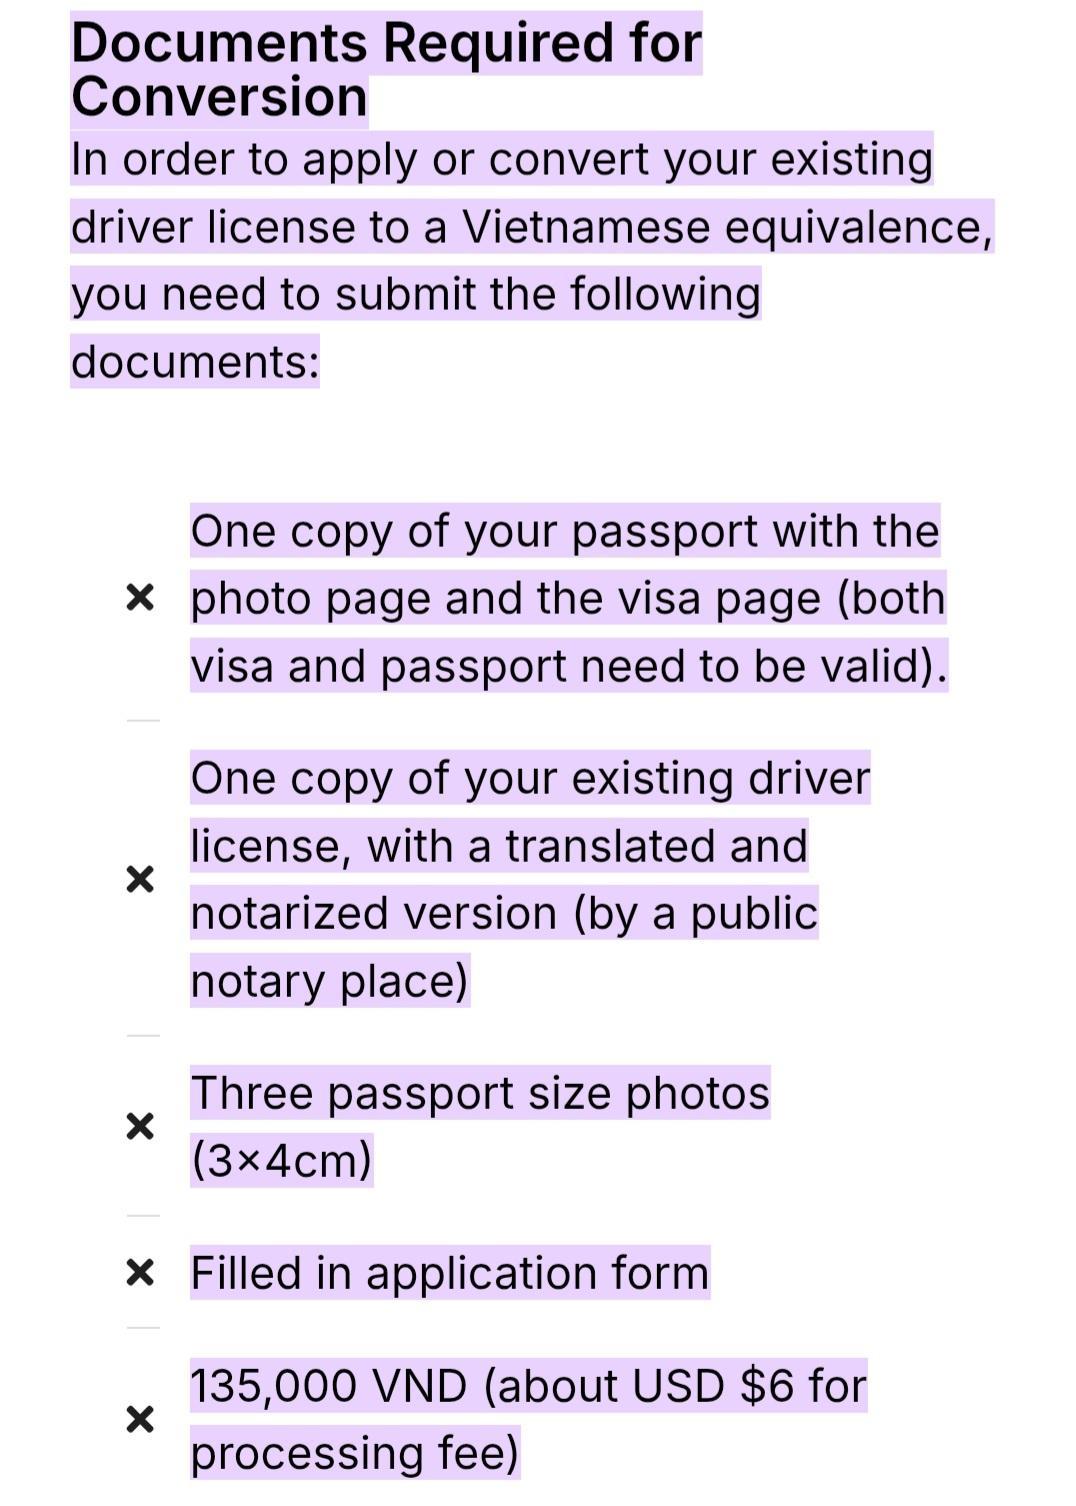 Documents Required for
Conversion
In order to apply or convert your existing
driver license to a Vietnamese equivalence,
you need to submit the following
documents:
One copy of your passport with the
photo page and the visa page (both
visa and passport need to be valid).
One copy of your existing driver
license, with a translated and
notarized version (by a public
notary place)
Three passport size photos
(3×4cm)
Filled in application form
135,000 VND (about USD $6 for
processing fee)